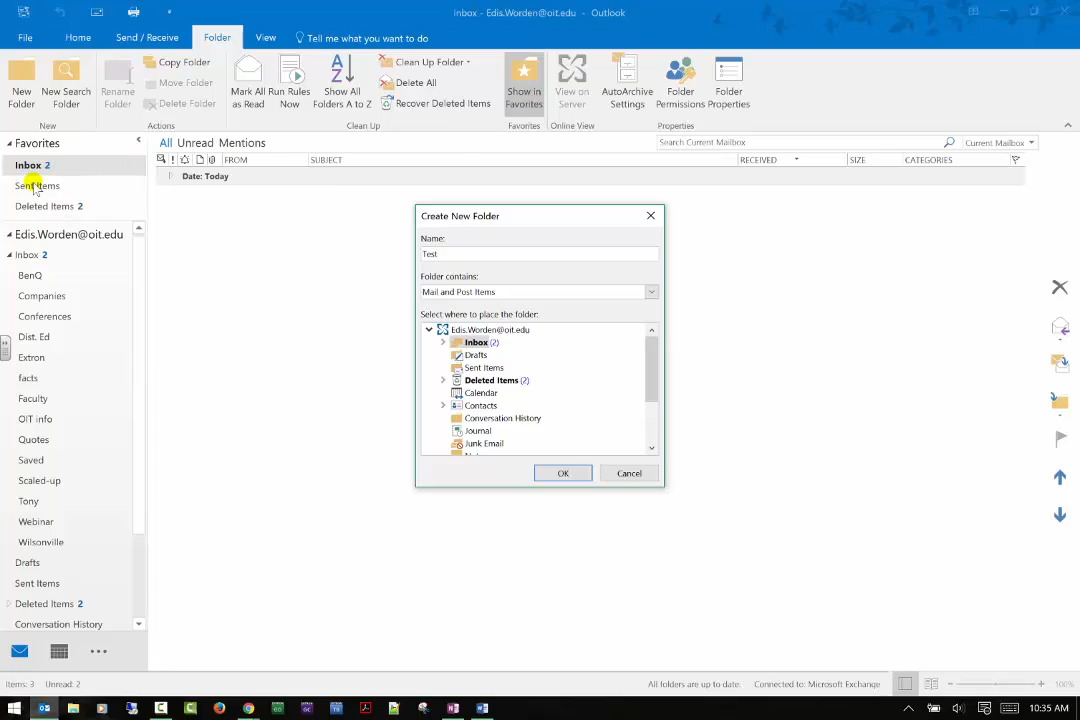 inbox - Edis.Worden@oit.edu - Outlook
File Home Send / Receive Folder View Tell me what you want to do
New Folder
New Search Folder
Rename Folder
Copy Folder
Move Folder
Delete Folder
Mark All as Read
Run Rules Now
Show All Folders A to Z
Clean Up Folder
Delete All
Recover Deleted Items
Show in Favorites
View on Server
AutoArchive Settings
Folder Permissions
Folder Properties
New Actions Clean Up Favorites Online View Properties
Favorites
Inbox 2
Sent Items
Deleted Items 2
Edis.Worden@oit.edu
Inbox 2
BenQ
Companies
Conferences
Dist. Ed
Extron
facts
Faculty
OIT info
Quotes
Saved
Scaled-up
Tony
Webinar
Wilsonville
Drafts
Sent Items
Deleted Items 2
Conversation History
All Unread Mentions
Search Current Mailbox
Current Mailbox
FROM SUBJECT RECEIVED SIZE CATEGORIES
Date: Today
Create New Folder
Name:
Test
Folder contains:
Mail and Post Items
Select where to place the folder:
Edis.Worden@oit.edu
Inbox (2)
Drafts
Sent Items
Deleted Items (2)
Calendar
Contacts
Conversation History
Journal
Junk Email
OK Cancel
Items: 3 Unread: 2
All folders are up to date. Connected to: Microsoft Exchange
100%
10:35 AM